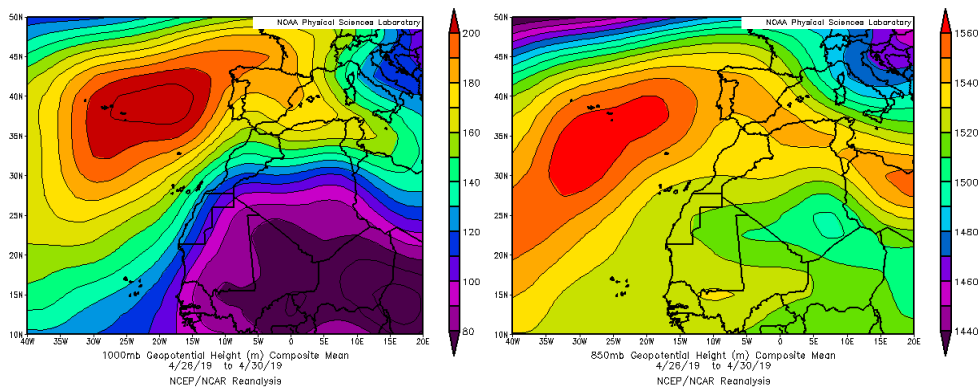 NOAA Physical Sciences Laboratory
50N
45N
40N
35N
30N
25N
20N
15N
10N
40W
35W
30W
25W
20W
15W
10W
5W
0
5E
10E
15E
20E
200
180
160
140
120
100
80
1000mb Geopotential Height (m) Composite Mean
4/26/19 to 4/30/19
NCEP/NCAR Reanalysis
NOAA Physical Sciences Laboratory
50N
45N
40N
35N
30N
25N
20N
15N
10N
40W
35W
30W
25W
20W
15W
10W
5W
0
5E
10E
15E
20E
1560
1540
1520
1500
1480
1460
1440
850mb Geopotential Height (m) Composite Mean
4/26/19 to 4/30/19
NCEP/NCAR Reanalysis